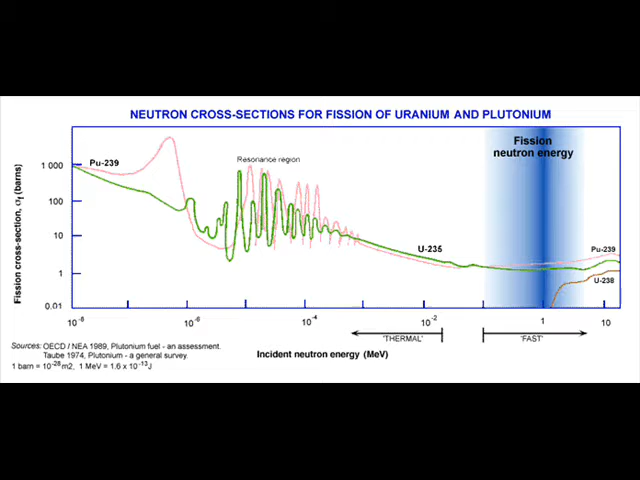 NEUTRON CROSS-SECTIONS FOR FISSION OF URANIUM AND PLUTONIUM
Fission
neutron energy
Resonance region
Pu-239
1 000
100
10
1
0.01
Fission cross-section, σf (barns)
U-235
Pu-239
U-238
10⁻⁸
10⁻⁶
10⁻⁴
10⁻²
1
10
20
'THERMAL'
'FAST'
Incident neutron energy (MeV)
Sources: OECD / NEA 1989, Plutonium fuel - an assessment.
Taube 1974, Plutonium - a general survey.
1 barn = 10⁻²⁸m2, 1 MeV = 1.6 x 10⁻¹³J